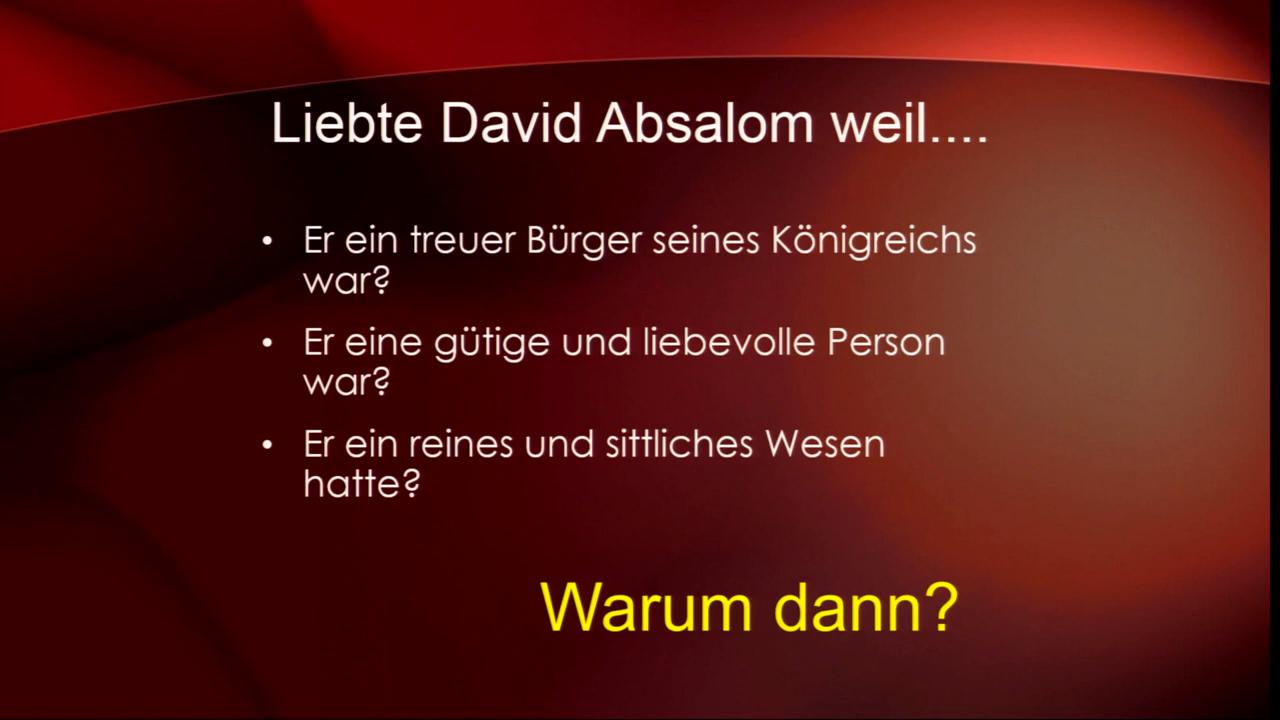 Liebte David Absalom weil....
• Er ein treuer Bürger seines Königreichs
war?
• Er eine gütige und liebevolle Person
war?
• Er ein reines und sittliches Wesen
hatte?
Warum dann?